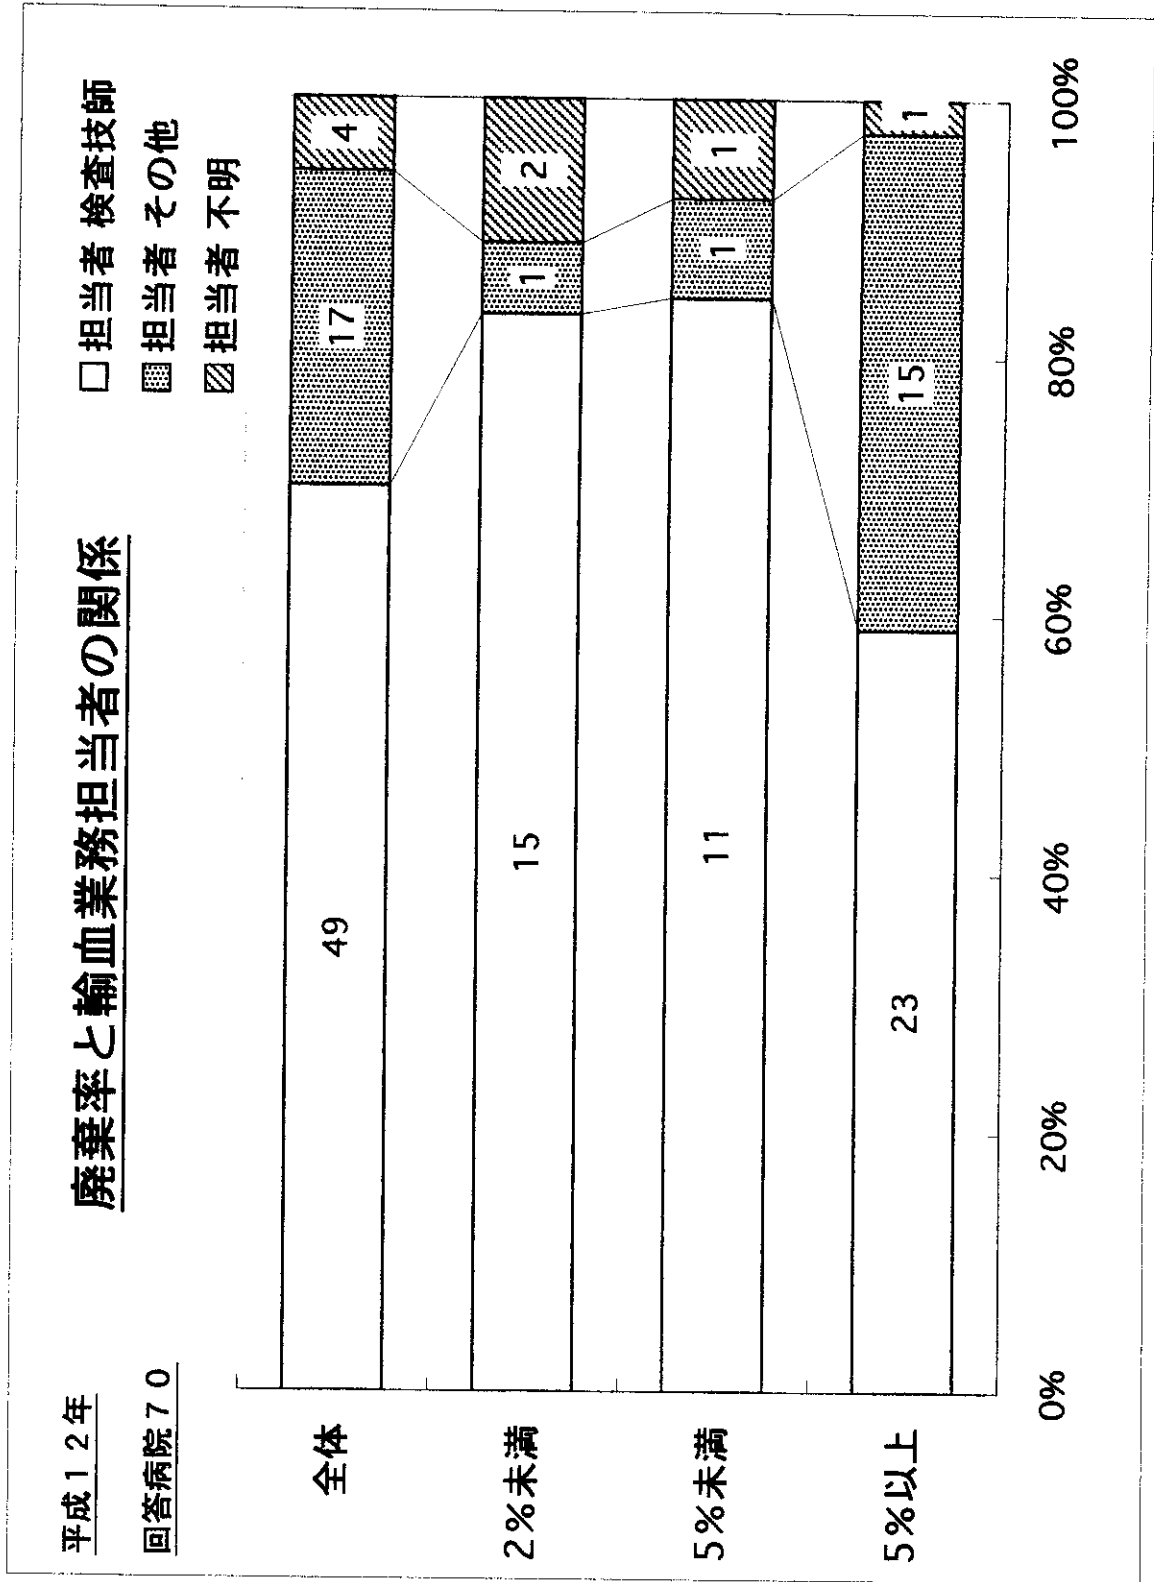 平成１２年
回答病院７０
廃棄率と輸血業務担当者の関係
担当者 検査技師
担当者 その他
担当者 不明
全体
49
17
4
2%未満
15
1
2
5%未満
11
1
1
5%以上
23
15
1
0%
20%
40%
60%
80%
100%